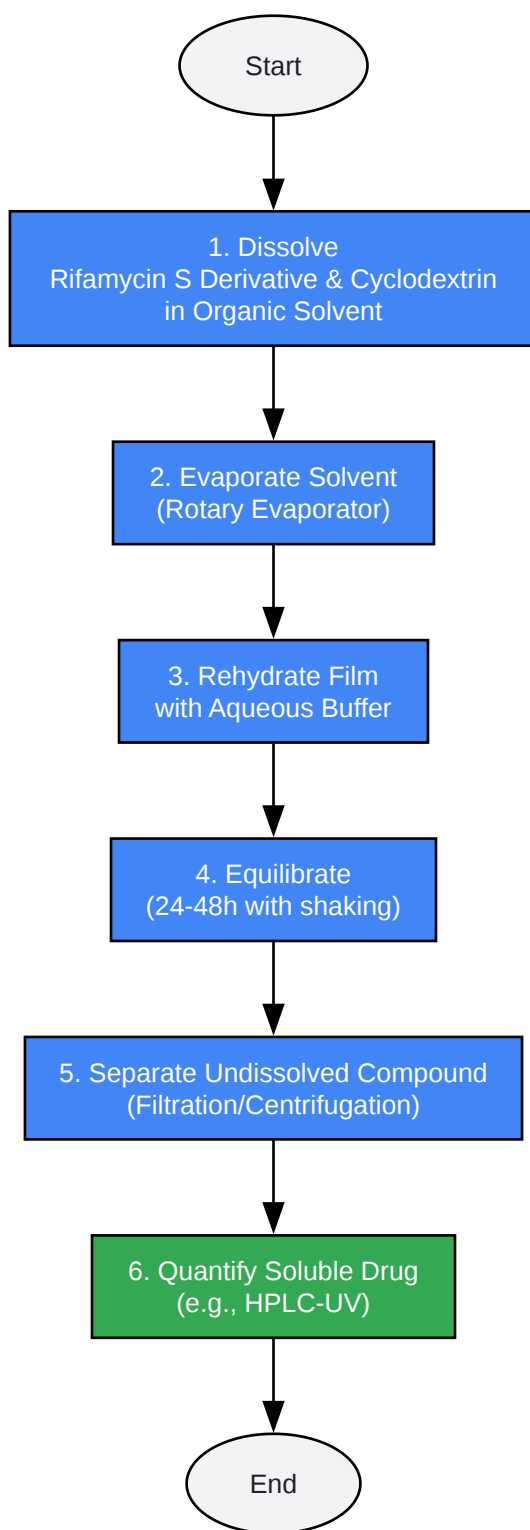 Start
1. Dissolve
Rifamycin S Derivative & Cyclodextrin
in Organic Solvent
2. Evaporate Solvent
(Rotary Evaporator)
3. Rehydrate Film
with Aqueous Buffer
4. Equilibrate
(24-48h with shaking)
5. Separate Undissolved Compound
(Filtration/Centrifugation)
6. Quantify Soluble Drug
(e.g., HPLC-UV)
End